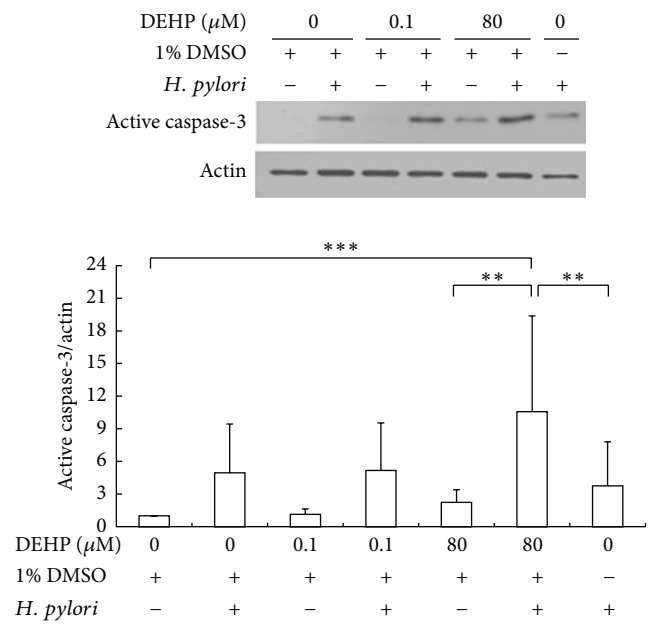 DEHP (μM) 0 0.1 80 0
1% DMSO + + + + + + −
H. pylori − + − + − + +
Active caspase-3
Actin
***
** **
24
21
18
15
12
9
6
3
0
Active caspase-3/actin
DEHP (μM) 0 0 0.1 0.1 80 80 0
1% DMSO + + + + + + −
H. pylori − + − + − + +